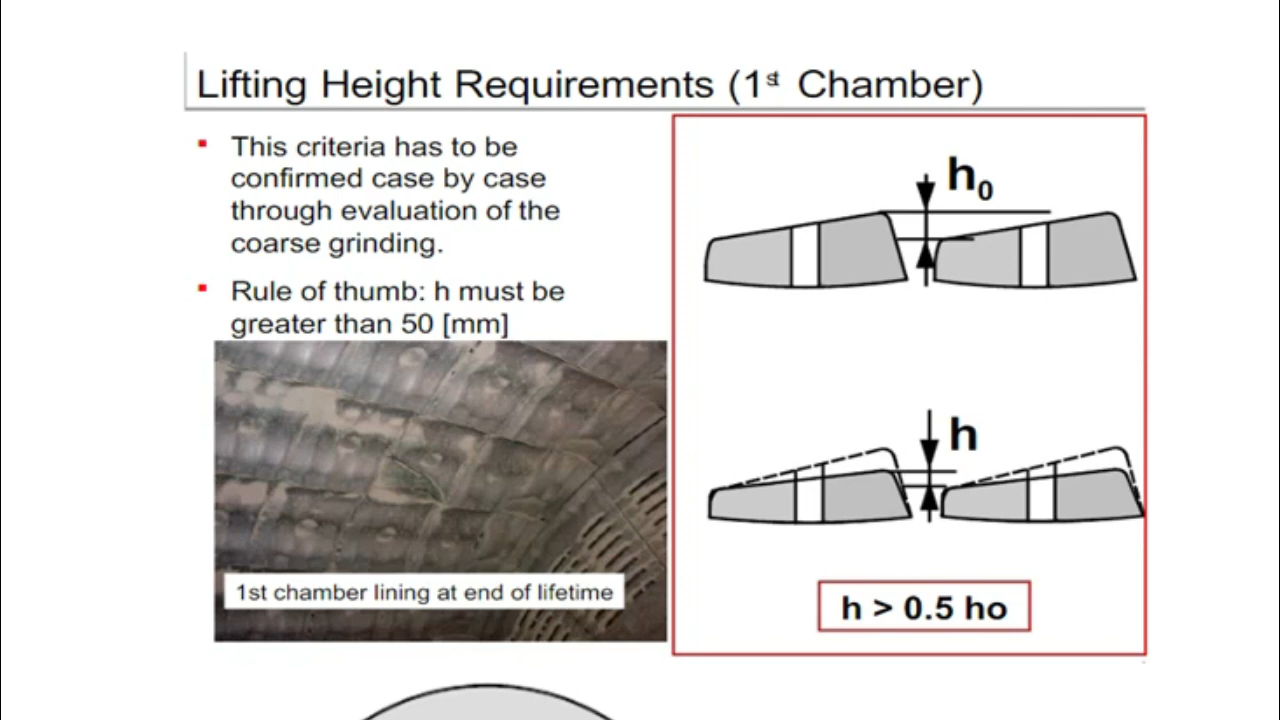 Lifting Height Requirements (1st Chamber)
This criteria has to be
confirmed case by case
through evaluation of the
coarse grinding.
Rule of thumb: h must be
greater than 50 [mm]
1st chamber lining at end of lifetime
h0
h
h > 0.5 ho